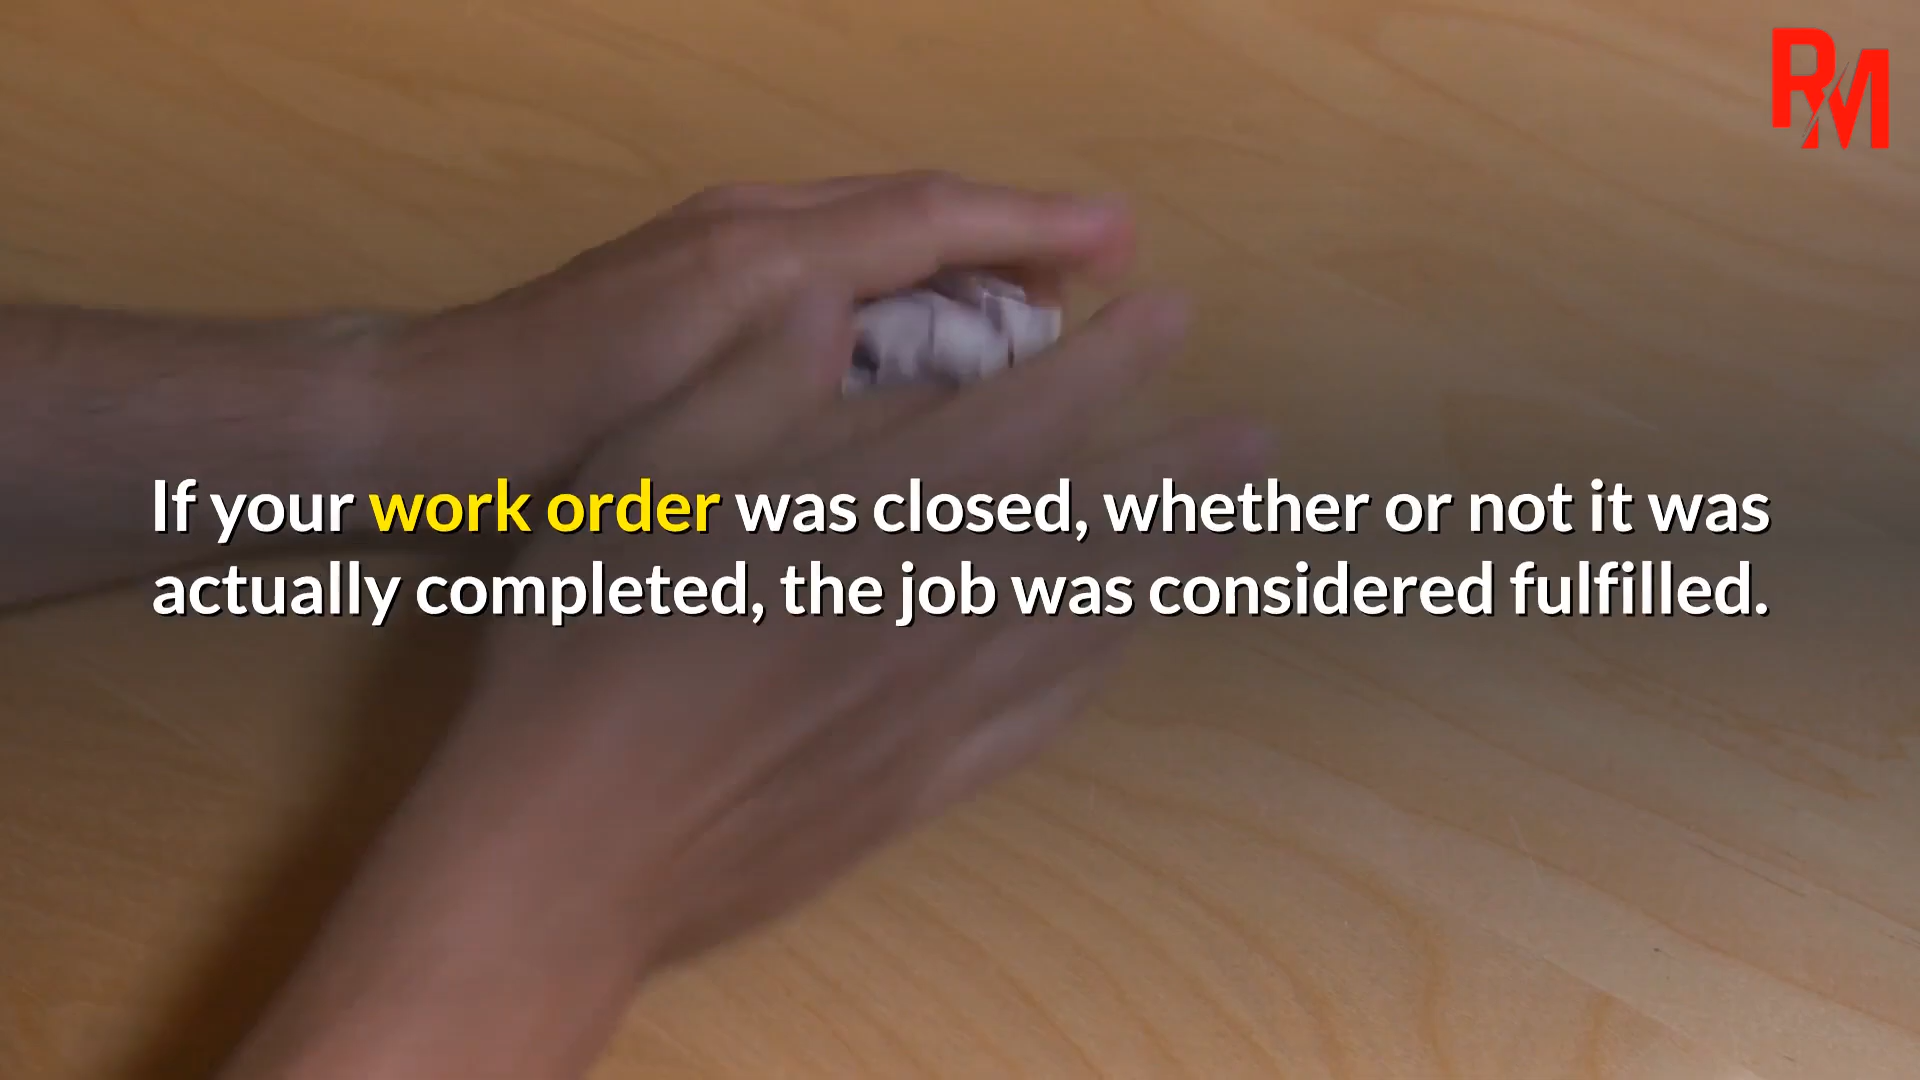 RM
If your work order was closed, whether or not it was
actually completed, the job was considered fulfilled.